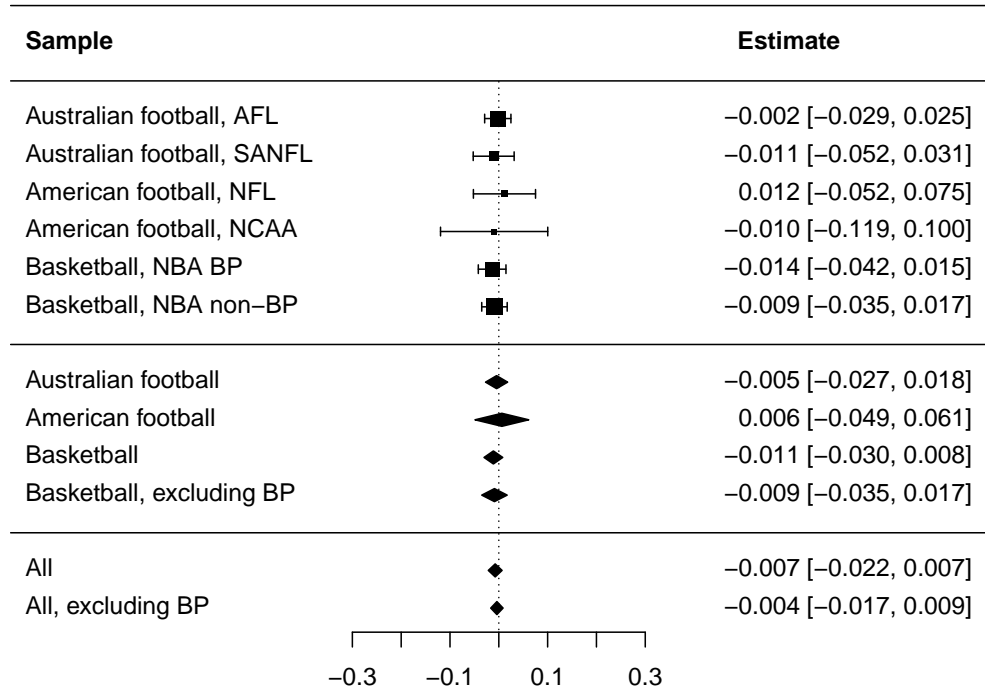 Sample Estimate
Australian football, AFL −0.002 [−0.029, 0.025]
Australian football, SANFL −0.011 [−0.052, 0.031]
American football, NFL 0.012 [−0.052, 0.075]
American football, NCAA −0.010 [−0.119, 0.100]
Basketball, NBA BP −0.014 [−0.042, 0.015]
Basketball, NBA non−BP −0.009 [−0.035, 0.017]
Australian football −0.005 [−0.027, 0.018]
American football 0.006 [−0.049, 0.061]
Basketball −0.011 [−0.030, 0.008]
Basketball, excluding BP −0.009 [−0.035, 0.017]
All −0.007 [−0.022, 0.007]
All, excluding BP −0.004 [−0.017, 0.009]
−0.3 −0.1 0.1 0.3